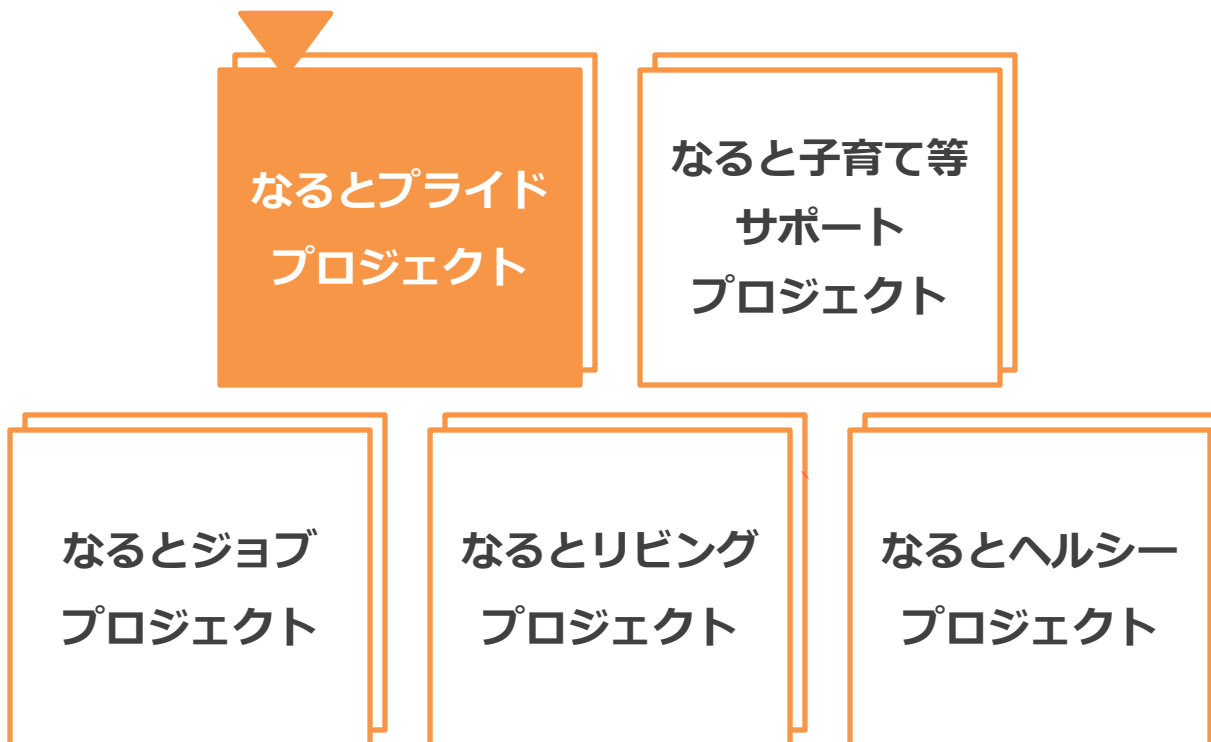 なるとプライド
プロジェクト
なると子育て等
サポート
プロジェクト
なるとジョブ
プロジェクト
なるとリビング
プロジェクト
なるとヘルシー
プロジェクト